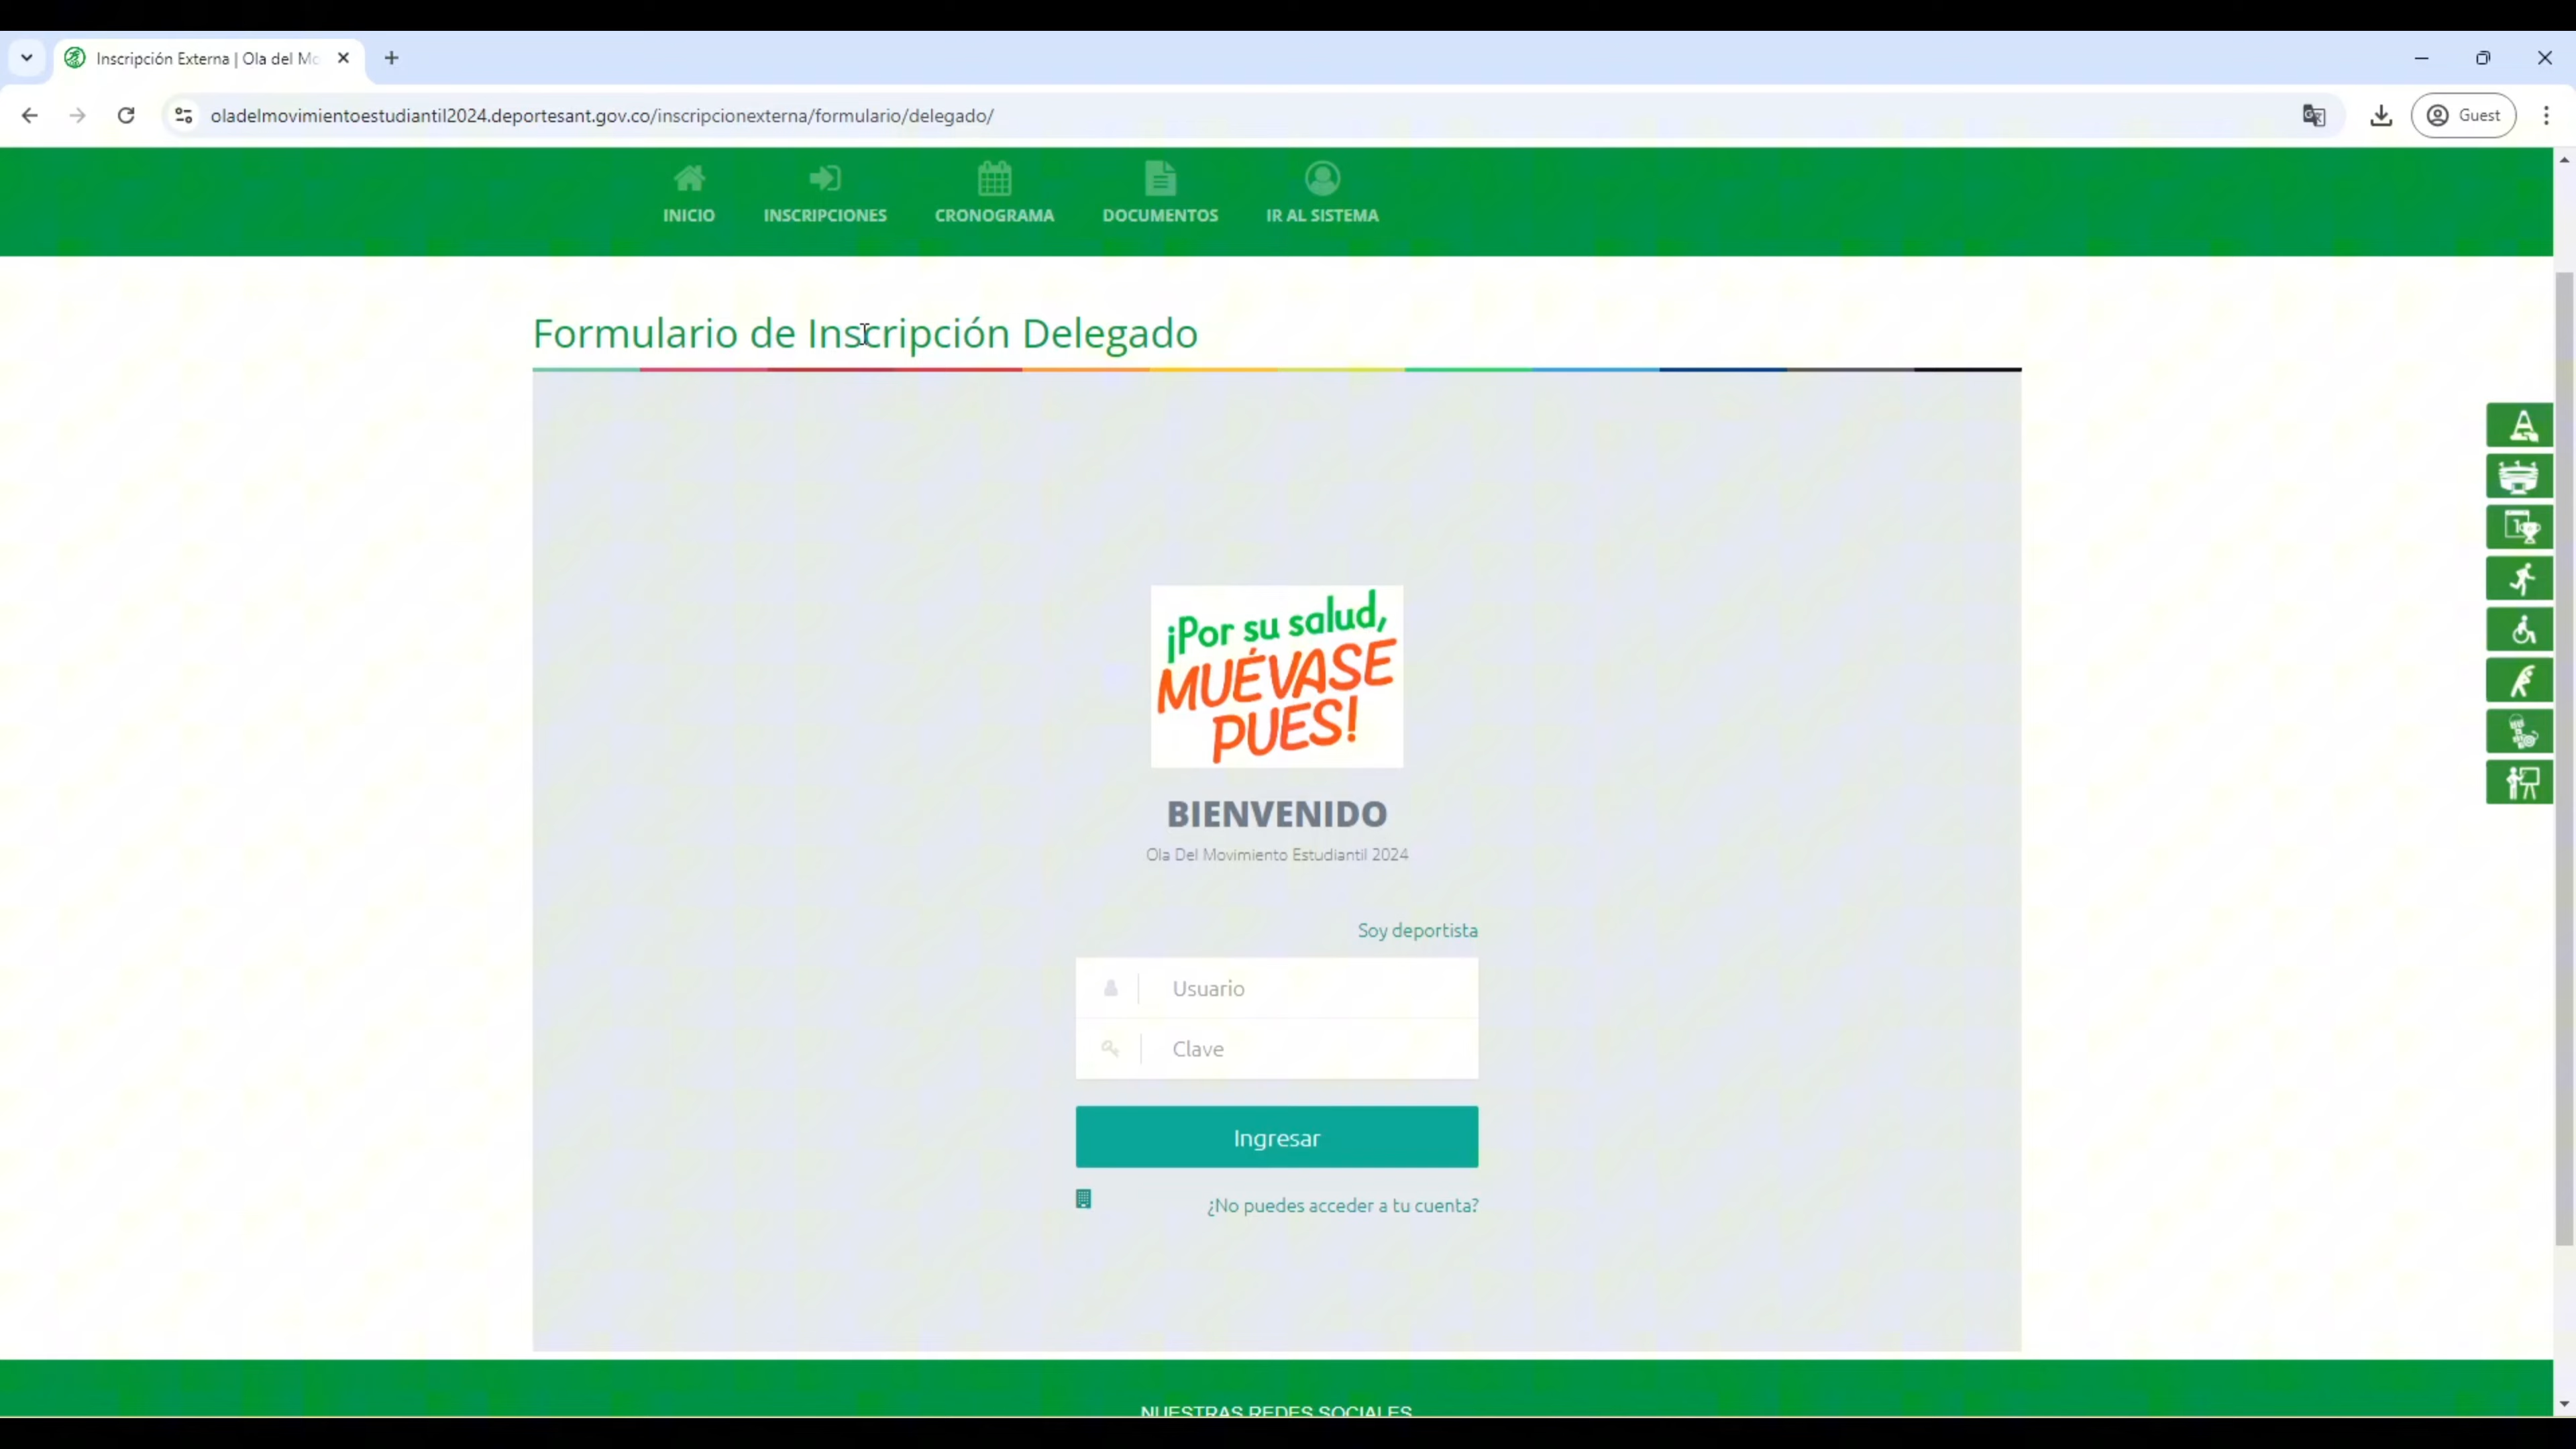 Inscripción Externa | Ola del Mo
oladelmovimientoestudiantil2024.deportesant.gov.co/inscripcionexterna/formulario/delegado/
Guest
INICIO
INSCRIPCIONES
CRONOGRAMA
DOCUMENTOS
IR AL SISTEMA
Formulario de Inscripción Delegado
¡Por su salud,
MUÉVASE
PUES!
BIENVENIDO
Ola Del Movimiento Estudiantil 2024
Soy deportista
Usuario
Clave
Ingresar
¿No puedes acceder a tu cuenta?
NUESTRAS REDES SOCIALES